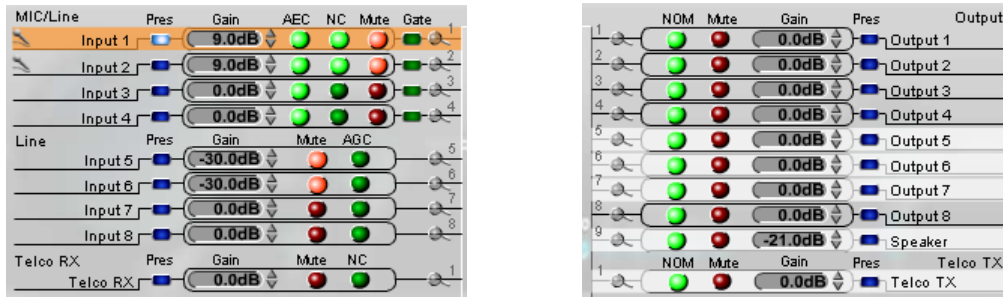 MIC/Line Pres Gain AEC NC Mute Gate
Input 1 9.0dB 1
Input 2 9.0dB 2
Input 3 0.0dB 3
Input 4 0.0dB 4
Line Pres Gain Mute AGC
Input 5 -30.0dB 5
Input 6 -30.0dB 6
Input 7 0.0dB 7
Input 8 0.0dB 8
Telco RX Pres Gain Mute NC
Telco RX 0.0dB 1
NOM Mute Gain Pres Output
1 0.0dB Output 1
2 0.0dB Output 2
3 0.0dB Output 3
4 0.0dB Output 4
5 0.0dB Output 5
6 0.0dB Output 6
7 0.0dB Output 7
8 0.0dB Output 8
9 -21.0dB Speaker
NOM Mute Gain Pres Telco TX
1 0.0dB Telco TX